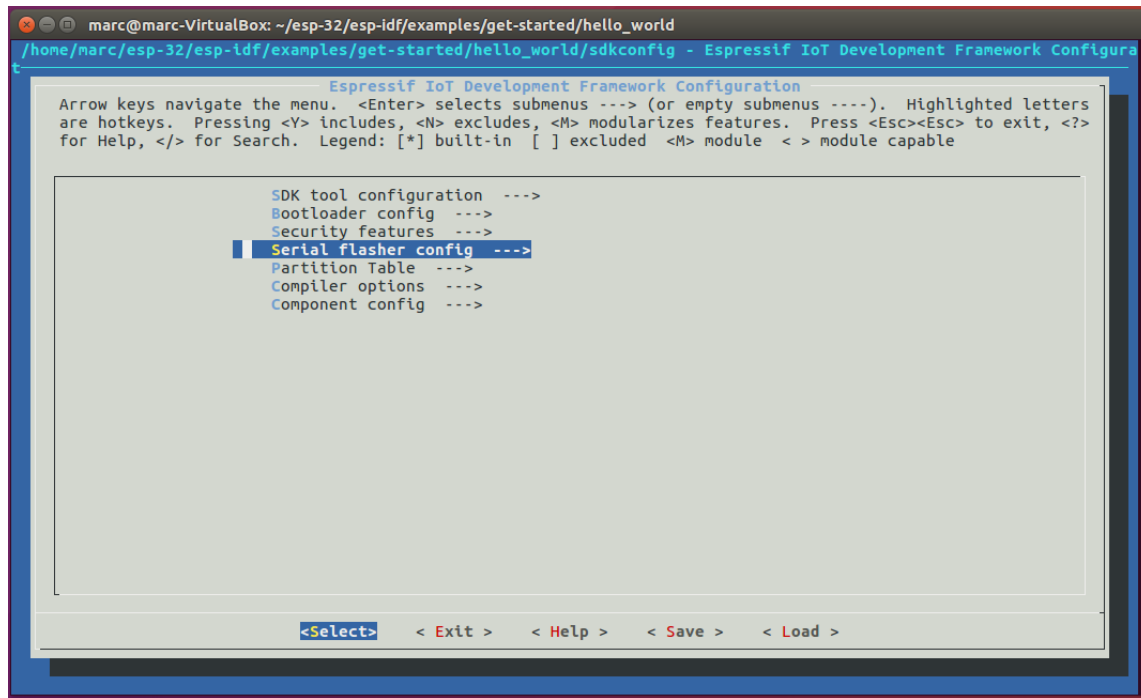 marc@marc-VirtualBox: ~/esp-32/esp-idf/examples/get-started/hello_world
/home/marc/esp-32/esp-idf/examples/get-started/hello_world/sdkconfig - Espressif IoT Development Framework Configura
t
Espressif IoT Development Framework Configuration
Arrow keys navigate the menu.  <Enter> selects submenus ---> (or empty submenus ----).  Highlighted letters
are hotkeys.  Pressing <Y> includes, <N> excludes, <M> modularizes features.  Press <Esc><Esc> to exit, <?>
for Help, </> for Search.  Legend: [*] built-in  [ ] excluded  <M> module  < > module capable
SDK tool configuration  --->
Bootloader config  --->
Security features  --->
Serial flasher config  --->
Partition Table  --->
Compiler options  --->
Component config  --->
<Select>    < Exit >    < Help >    < Save >    < Load >